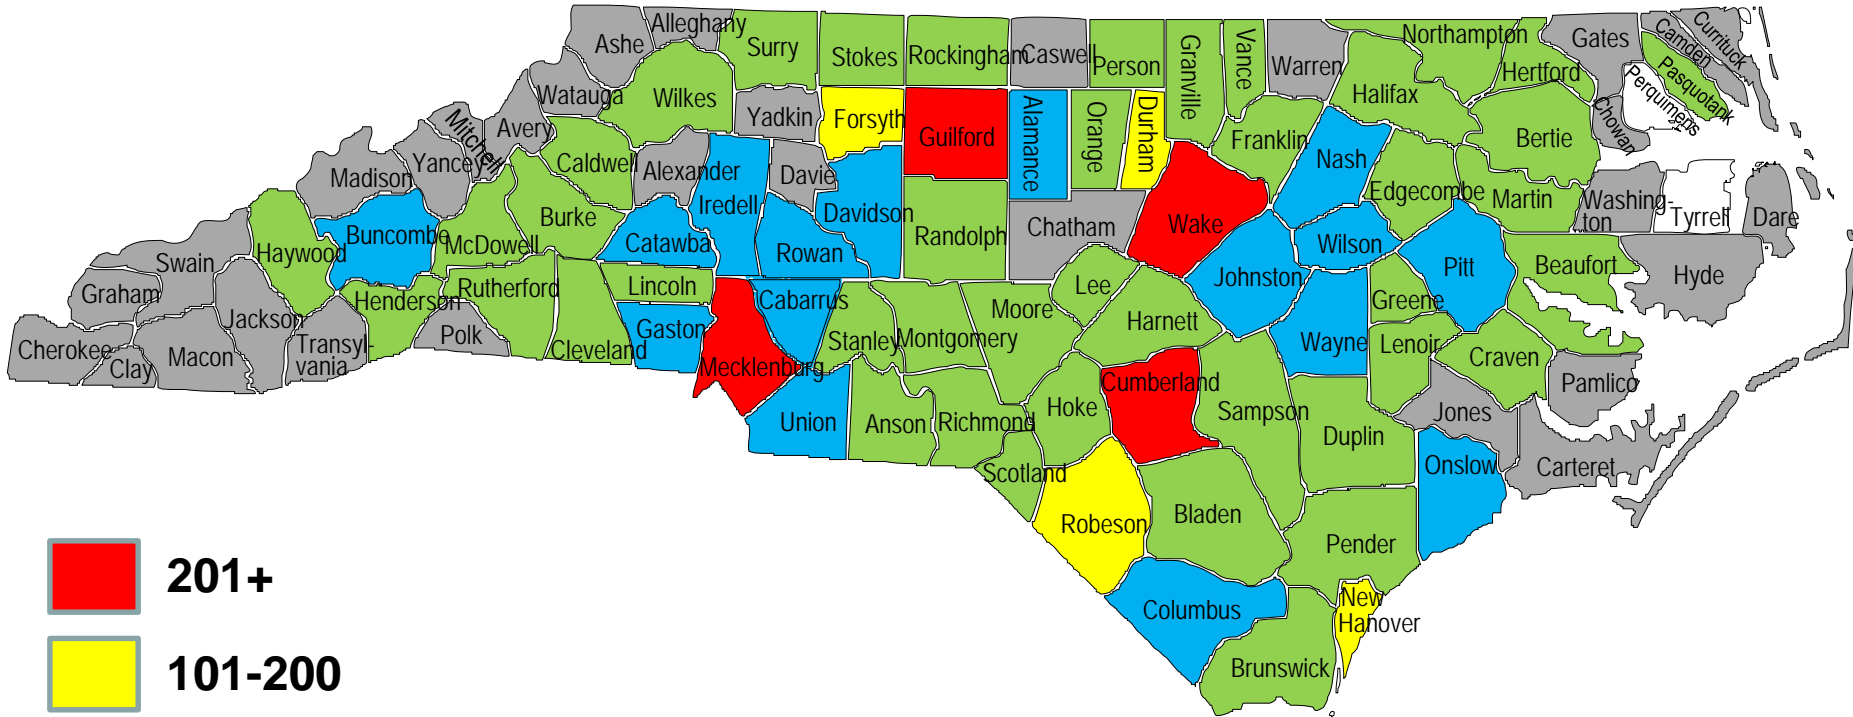 Alleghany
Ashe
Surry
Stokes
Rockingham
Caswell
Person
Granville
Vance
Warren
Northampton
Gates
Camden
Currituck
Hertford
Pasquotank
Perquimens
Halifax
Watauga
Wilkes
Yadkin
Forsyth
Guilford
Alamance
Orange
Durham
Franklin
Nash
Bertie
Chowan
Mitchell
Avery
Yancey
Madison
Caldwell
Alexander
Davie
Iredell
Davidson
Randolph
Chatham
Wake
Edgecombe
Martin
Washing-
ton
Tyrrell
Dare
Haywood
Buncombe
McDowell
Burke
Catawba
Rowan
Wilson
Johnston
Pitt
Beaufort
Hyde
Swain
Graham
Jackson
Henderson
Rutherford
Lincoln
Cabarrus
Stanley
Montgomery
Moore
Lee
Harnett
Greene
Wayne
Lenoir
Craven
Pamlico
Cherokee
Clay
Macon
Transyl-
vania
Polk
Cleveland
Gaston
Mecklenburg
Union
Anson
Richmond
Hoke
Cumberland
Sampson
Duplin
Jones
Onslow
Carteret
Scotland
Robeson
Bladen
Pender
Columbus
New
Hanover
Brunswick
201+
101-200